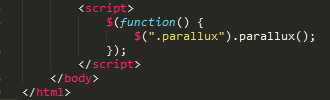 <script>
$(function() {
$(".parallux").parallux();
});
</script>
</body>
</html>